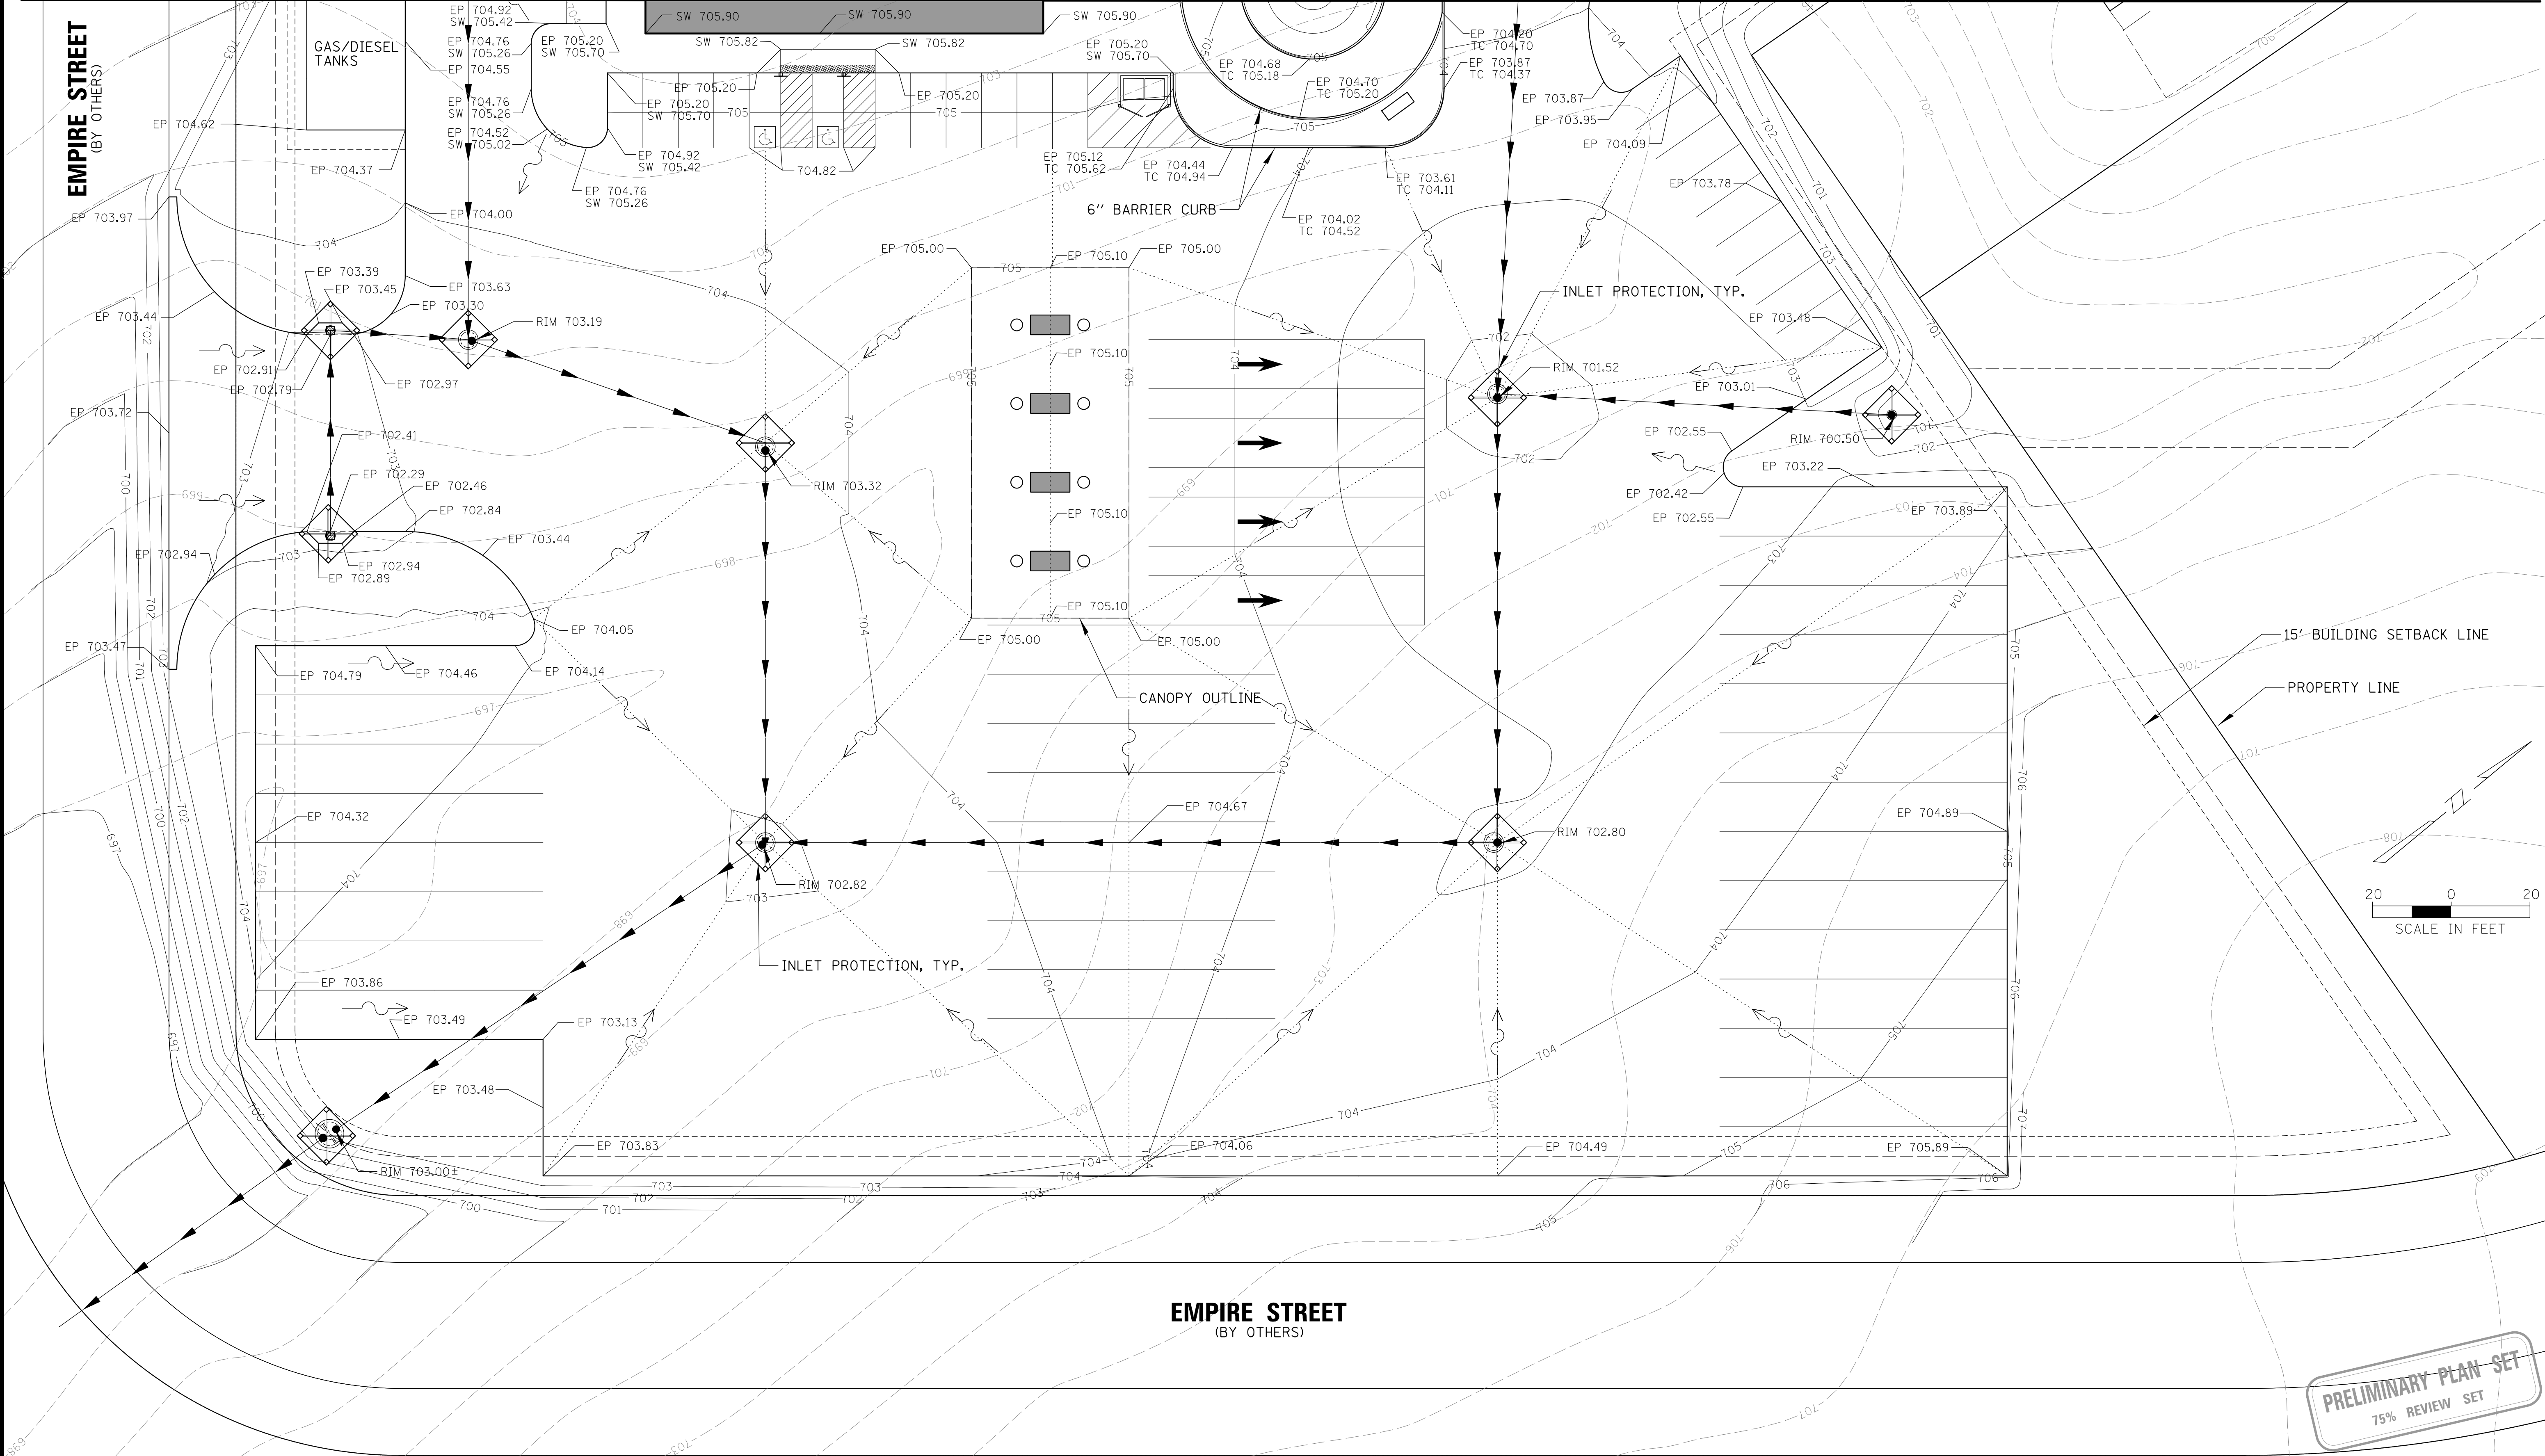 EMPIRE STREET
(BY OTHERS)
GAS/DIESEL
TANKS
EP 704.92
SW 705.42
EP 704.76
SW 705.26
EP 704.55
EP 704.76
SW 705.26
EP 704.52
SW 705.02
EP 705.20
SW 705.70
SW 705.90
SW 705.90
SW 705.90
SW 705.82
SW 705.82
EP 705.20
EP 705.20
EP 705.20
SW 705.70
EP 704.92
SW 705.42
EP 704.76
SW 705.26
704.82
EP 705.20
SW 705.70
EP 704.68
TC 705.18
EP 704.70
TC 705.20
EP 704.20
TC 704.70
EP 703.87
TC 704.37
EP 705.12
TC 705.62
EP 704.44
TC 704.94
EP 703.61
TC 704.11
EP 704.02
TC 704.52
6" BARRIER CURB
EP 703.87
EP 703.95
EP 704.09
EP 703.78
EP 703.48
EP 704.62
EP 704.37
EP 704.00
EP 703.97
EP 703.39
EP 703.45
EP 703.63
EP 703.30
EP 703.44
RIM 703.19
EP 702.91
EP 702.79
EP 702.97
EP 703.72
EP 702.41
EP 702.29
EP 702.46
EP 702.84
EP 703.44
EP 702.94
EP 702.94
EP 702.89
EP 703.47
EP 704.05
EP 704.14
EP 704.46
EP 704.79
RIM 703.32
EP 705.00
EP 705.10
EP 705.00
EP 705.10
EP 705.10
EP 705.10
EP 705.00
EP 705.00
CANOPY OUTLINE
INLET PROTECTION, TYP.
RIM 701.52
EP 703.01
EP 702.55
RIM 700.50
EP 703.22
EP 702.42
EP 702.55
EP 703.89
15' BUILDING SETBACK LINE
PROPERTY LINE
EP 704.32
EP 704.67
RIM 702.80
EP 704.89
RIM 702.82
INLET PROTECTION, TYP.
EP 703.86
EP 703.49
EP 703.13
EP 703.48
EP 703.83
EP 704.06
EP 704.49
EP 705.89
RIM 703.00±
20 0 20
SCALE IN FEET
EMPIRE STREET
(BY OTHERS)
PRELIMINARY PLAN SET
75% REVIEW SET